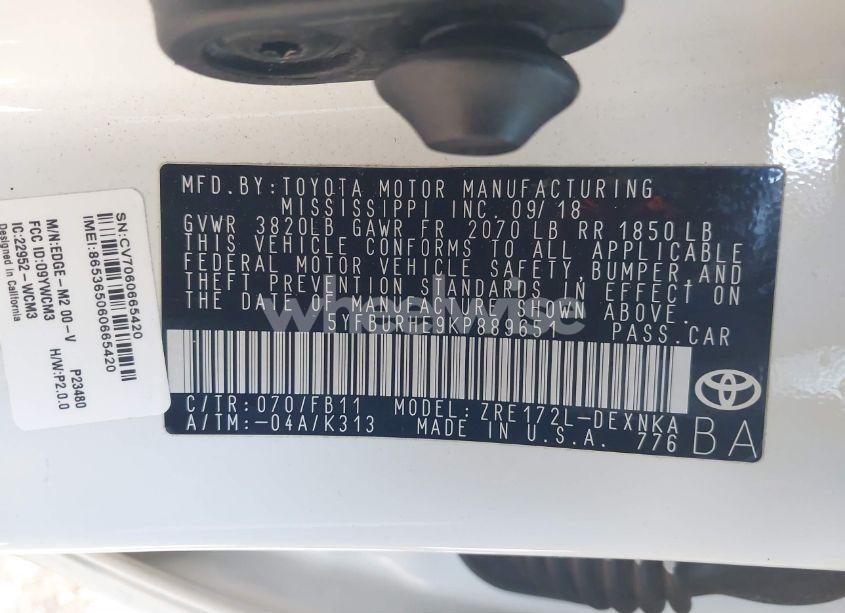 MFD.BY:TOYOTA MOTOR MANUFACTURING
MISSISSIPPI INC. 09/18
GVWR 3820LB GAWR FR 2070 LB RR 1850LB
THIS VEHICLE CONFORMS TO ALL APPLICABLE
FEDERAL MOTOR VEHICLE SAFETY, BUMPER, AND
THEFT PREVENTION STANDARDS IN EFFECT ON
THE DATE OF MANUFACTURE SHOWN ABOVE.
PASS.CAR
C/TR:070/FB11 MODEL:ZRE172L-DEXNKA
A/TM:-04A/K313 MADE IN U.S.A. 776
BA
wheelwise
SN:CV7060665420
IMEI:865365060665420
M/N:EDGE-M2 00-V P23480
FCC ID:O9YWCM3 H/W:P2.0.0
IC:22952-WCM3
Designed in California